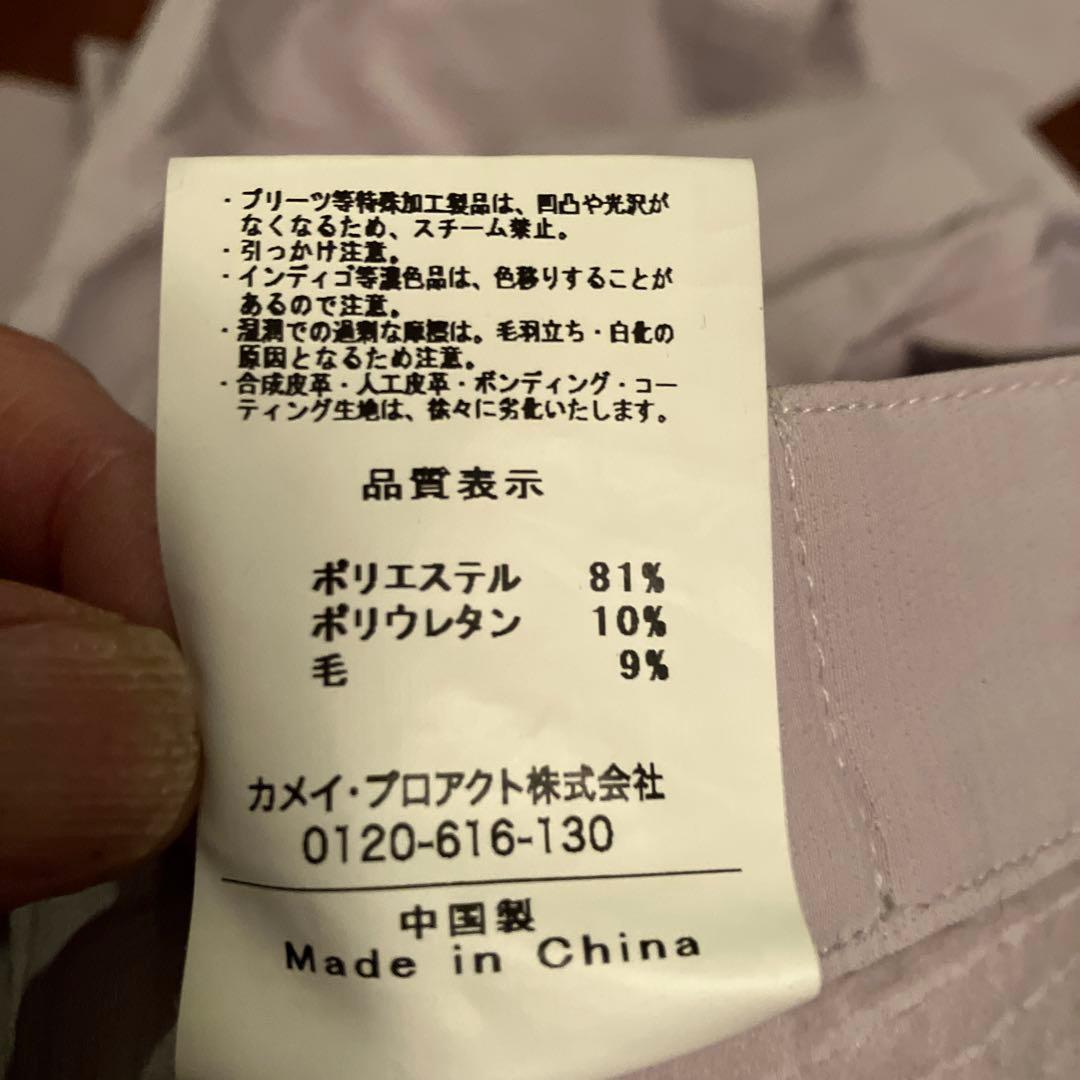 ・プリーツ等特殊加工製品は、凹凸や光沢が
なくなるため、スチーム禁止。
・引っかけ注意。
・インディゴ等濃色品は、色移りすることが
あるので注意。
・湿潤での過剰な摩擦は。毛羽立ち・白化の
原因となるため注意。
・合成皮革・人工皮革・ボンディング・コー
ティング生地は、徐々に劣化いたします。
品質表示
ポリエステル 81%
ポリウレタン 10%
毛 9%
カメイ・プロアクト株式会社
0120-616-130
中国製
Made in China